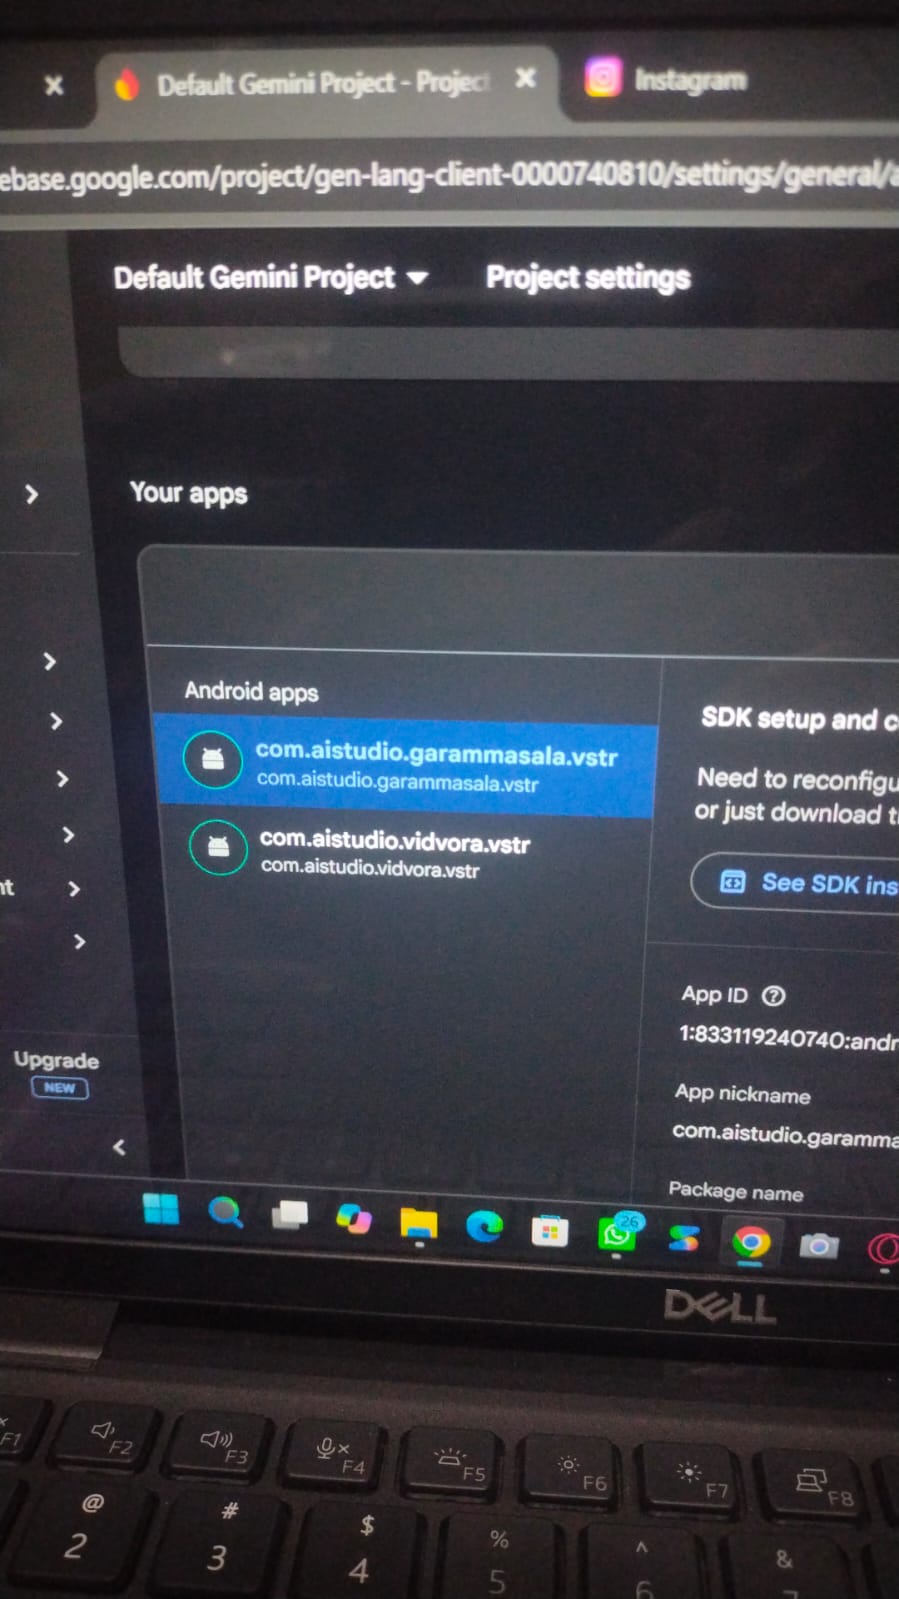 Default Gemini Project - Project
Instagram
ebase.google.com/project/gen-lang-client-0000740810/settings/general/a
Default Gemini Project
Project settings
Your apps
Android apps
com.aistudio.garammasala.vstr
com.aistudio.garammasala.vstr
com.aistudio.vidvora.vstr
com.aistudio.vidvora.vstr
SDK setup and c
Need to reconfigu
or just download t
See SDK ins
App ID
1:833119240740:andr
App nickname
com.aistudio.garamma
Package name
nt
Upgrade
NEW
26
DELL
F1
F2
F3
F4
F5
F6
F7
F8
@
2
#
3
$
4
%
5
^
6
&